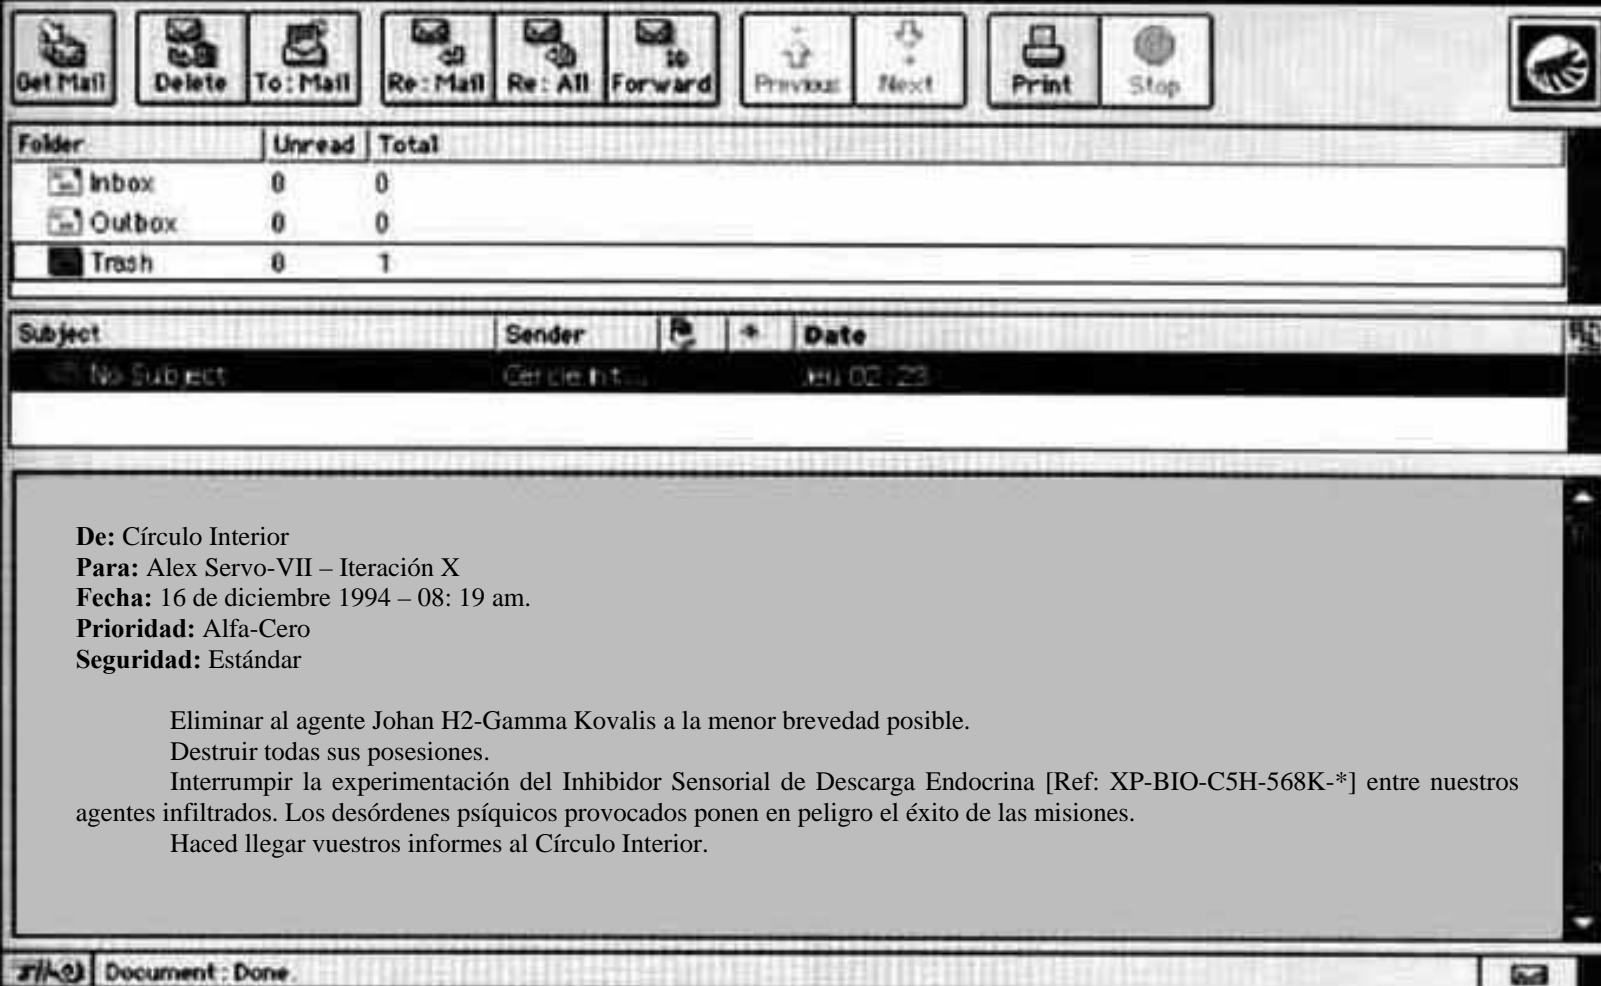 Get Mail Delete To: Mail Re: Mail Re: All Forward Previous Next Print Stop
Folder Unread Total
Inbox 0 0
Outbox 0 0
Trash 0 1
Subject Sender Date
No Subject Jeu 02:23
De: Círculo Interior
Para: Alex Servo-VII – Iteración X
Fecha: 16 de diciembre 1994 – 08: 19 am.
Prioridad: Alfa-Cero
Seguridad: Estándar
Eliminar al agente Johan H2-Gamma Kovalis a la menor brevedad posible.
Destruir todas sus posesiones.
Interrumpir la experimentación del Inhibidor Sensorial de Descarga Endocrina [Ref: XP-BIO-C5H-568K-*] entre nuestros
agentes infiltrados. Los desórdenes psíquicos provocados ponen en peligro el éxito de las misiones.
Haced llegar vuestros informes al Círculo Interior.
Document : Done.